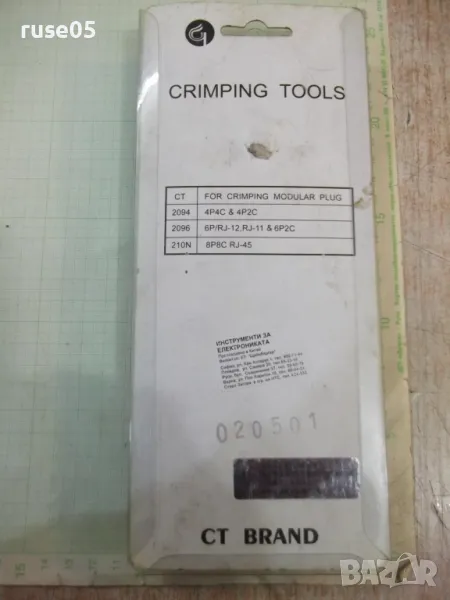 ruse05
CRIMPING TOOLS
CT FOR CRIMPING MODULAR PLUG
2094 4P4C & 4P2C
2096 6P/RJ-12,RJ-11 & 6P2C
210N 8P8C RJ-45
ИНСТРУМЕНТИ ЗА
ЕЛЕКТРОНИКАТА
020501
CT BRAND
BAZAR